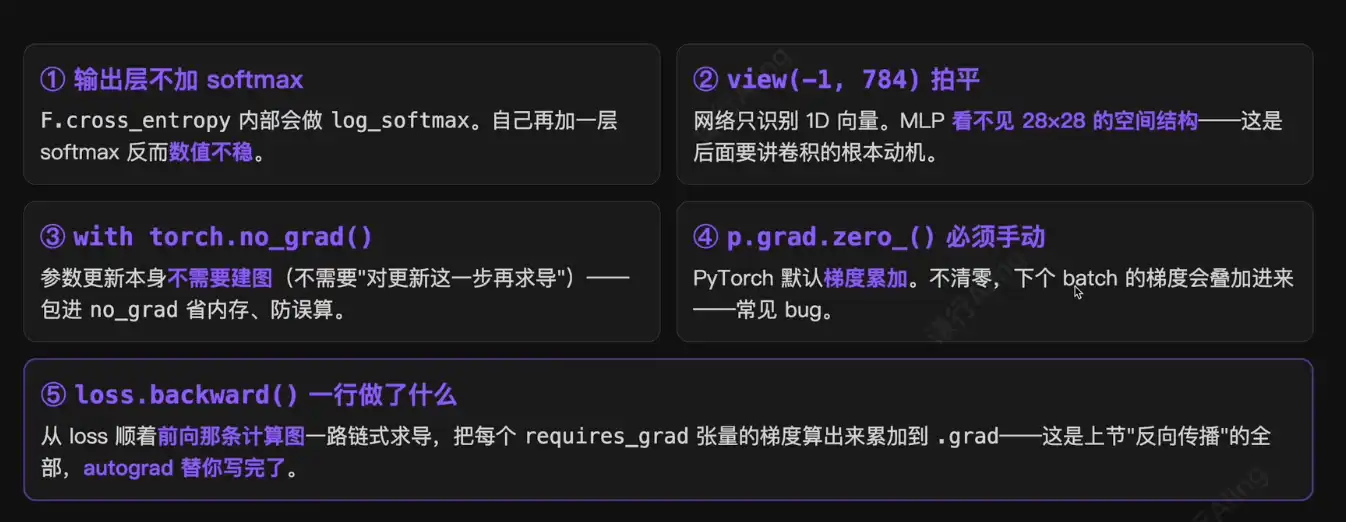 ① 输出层不加 softmax
F.cross_entropy 内部会做 log_softmax。自己再加一层
softmax 反而数值不稳。
② view(-1, 784) 拍平
网络只识别 1D 向量。MLP 看不见 28×28 的空间结构——这是
后面要讲卷积的根本动机。
③ with torch.no_grad()
参数更新本身不需要建图（不需要"对更新这一步再求导"）——
包进 no_grad 省内存、防误算。
④ p.grad.zero_() 必须手动
PyTorch 默认梯度累加。不清零，下个 batch 的梯度会叠加进来
——常见 bug。
⑤ loss.backward() 一行做了什么
从 loss 顺着前向那条计算图一路链式求导，把每个 requires_grad 张量的梯度算出来累加到 .grad——这是上节"反向传播"的全
部，autograd 替你写完了。